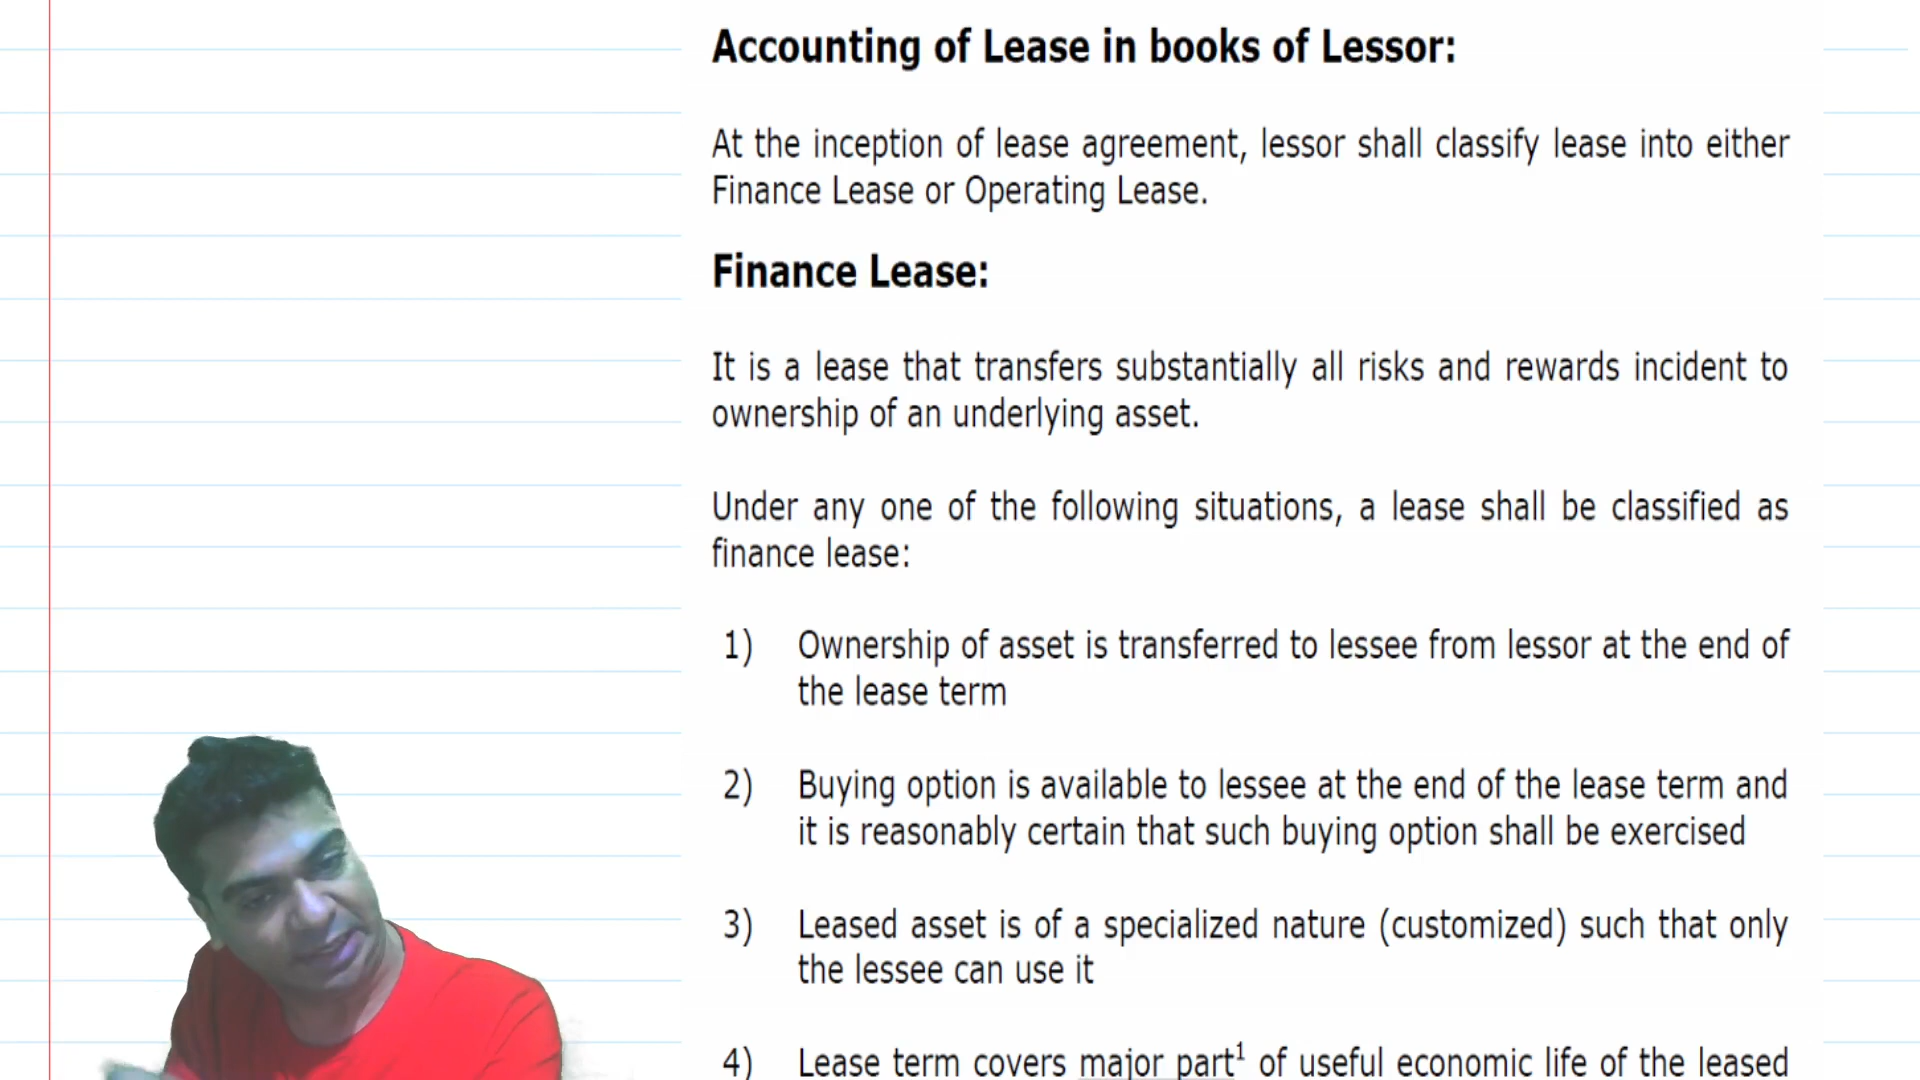 Accounting of Lease in books of Lessor:
At the inception of lease agreement, lessor shall classify lease into either
Finance Lease or Operating Lease.
Finance Lease:
It is a lease that transfers substantially all risks and rewards incident to
ownership of an underlying asset.
Under any one of the following situations, a lease shall be classified as
finance lease:
1) Ownership of asset is transferred to lessee from lessor at the end of
the lease term
2) Buying option is available to lessee at the end of the lease term and
it is reasonably certain that such buying option shall be exercised
3) Leased asset is of a specialized nature (customized) such that only
the lessee can use it
4) Lease term covers major part¹ of useful economic life of the leased